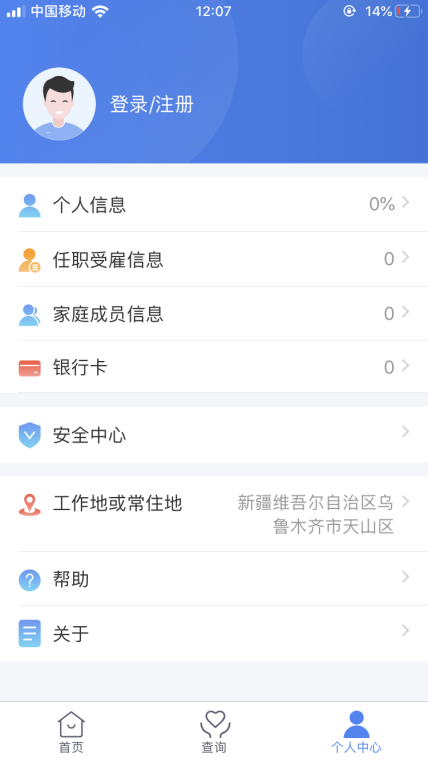 中国移动 12:07 14%
登录/注册
个人信息 0%
任职受雇信息 0
家庭成员信息 0
银行卡 0
安全中心
工作地或常住地 新疆维吾尔自治区乌
鲁木齐市天山区
帮助
关于
首页 查询 个人中心